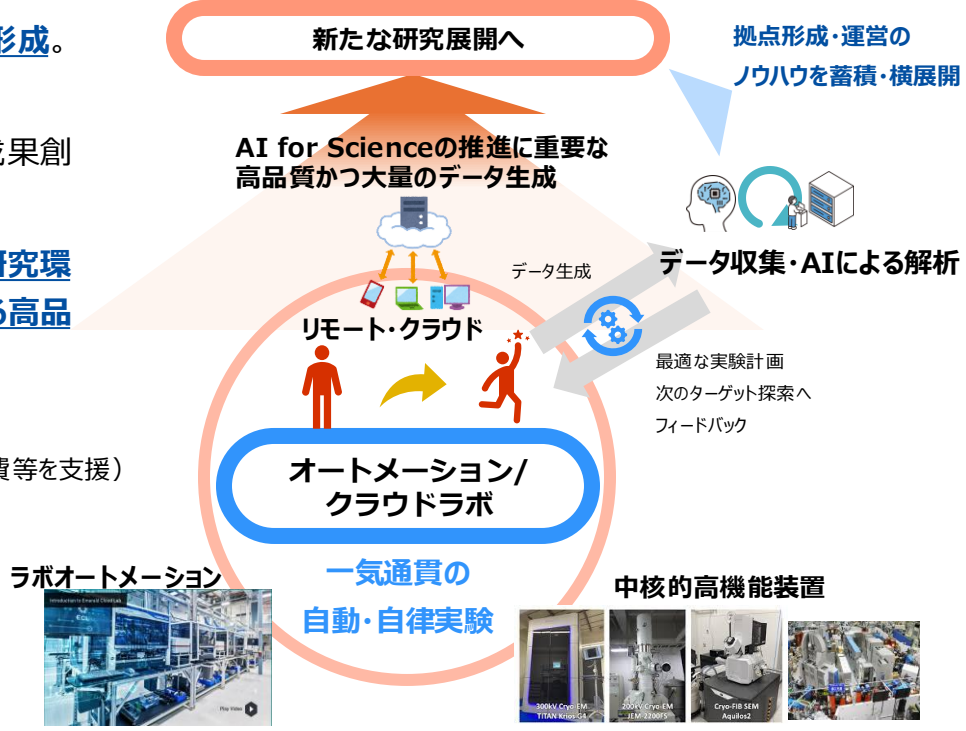 形成。
果創
研究環
る高品
費等を支援）
新たな研究展開へ
拠点形成･運営の
ノウハウを蓄積･横展開
AI for Scienceの推進に重要な
高品質かつ大量のデータ生成
データ収集･AIによる解析
データ生成
リモート･クラウド
最適な実験計画
次のターゲット探索へ
フィードバック
オートメーション/
クラウドラボ
一気通貫の
自動･自律実験
ラボオートメーション
Introduction to Emerald Cloud Lab
ECL
Play Video
中核的高機能装置
300kV Cryo-EM
TITAN Krios G4
200kV Cryo-EM
JEM-2200FS
Cryo-FIB SEM
Aquilos2